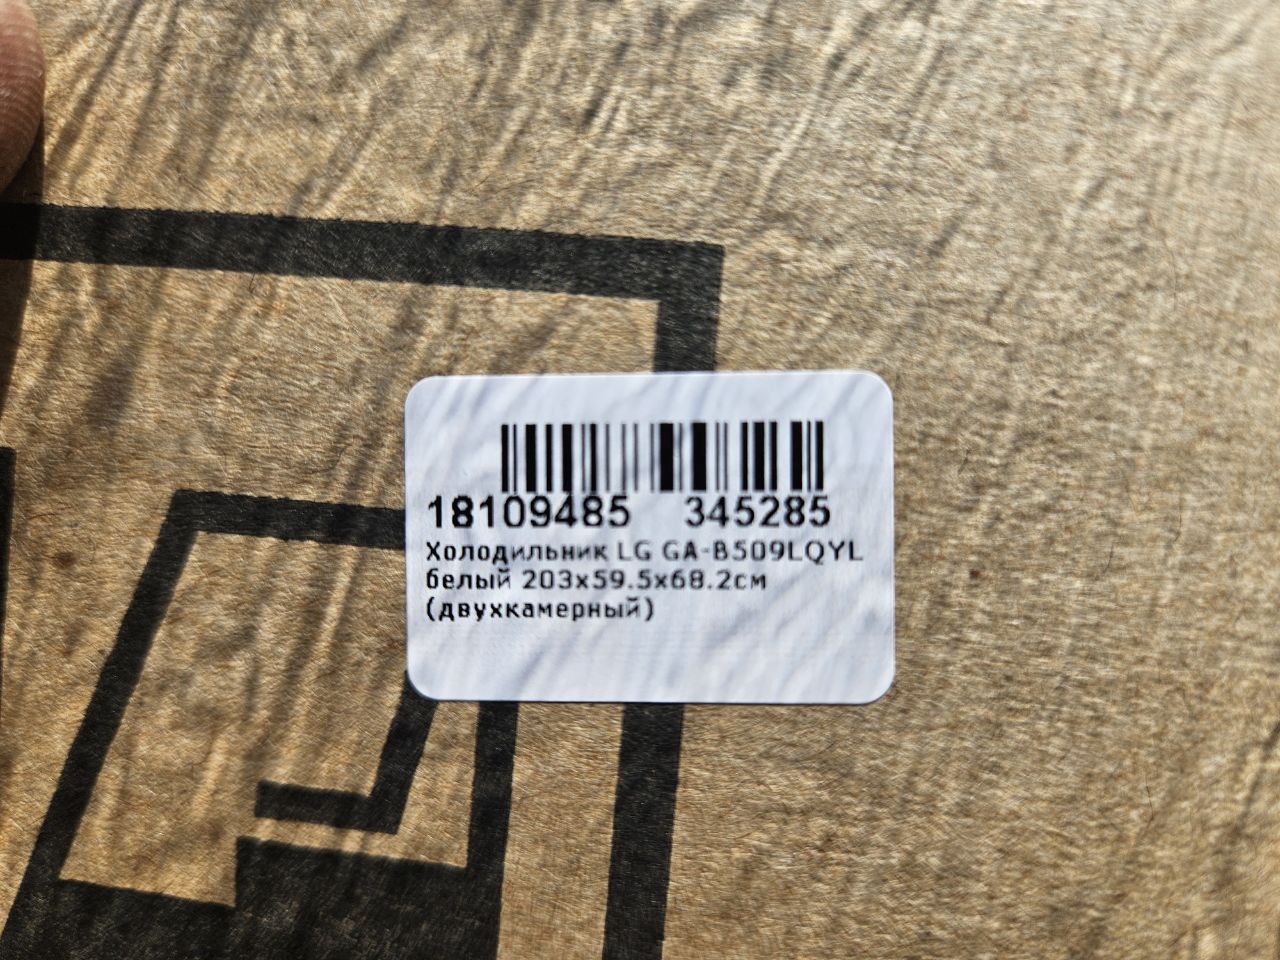 18109485 345285
Холодильник LG GA-B509LQYL
белый 203x59.5x68.2см
(двухкамерный)